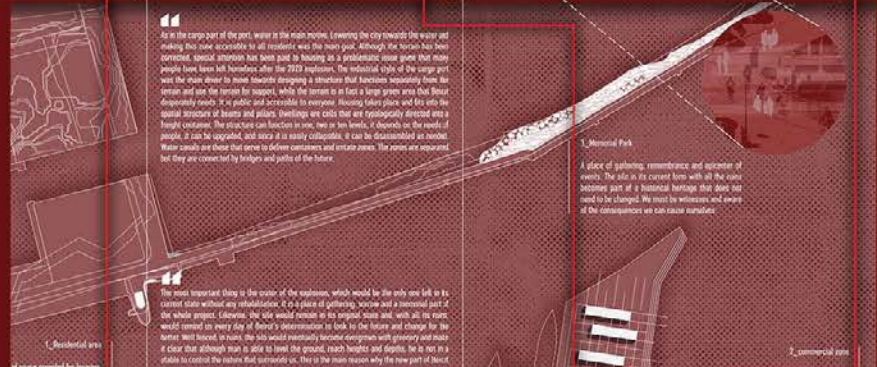 “
As in the cargo part of the port, water is the main motive. Lowering the city towards the water and
making this zone accessible to all residents was the main goal. Although the terrain has been
corrected, special attention has been paid to housing as a problematic issue given that many
people have been left homeless after the 2020 explosion. The industrial style of the cargo port
was the main driver to move towards designing a structure that functions separately from the
terrain and use the terrain for support, while the terrain is in fact a large green area that Beirut
desperately needs. It is public and accessible to everyone. Housing takes place and fits into the
spatial structure of beams and pillars. Dwellings are cells that are typologically directed into a
freight container. The structure can function in one, two or ten levels, it depends on the needs of
people, it can be upgraded, and since it is easily collapsible, it can be disassembled as needed.
Water canals are those that serve to deliver containers and irrigate zones. The zones are separated
but they are connected by bridges and paths of the future.
3_Memorial Park
A place of gathering, remembrance and epicenter of
events. The silo in its current form with all the ruins
becomes part of a historical heritage that does not
need to be changed. We must be witnesses and aware
of the consequences we can cause ourselves.
“
The most important thing is the crater of the explosion, which would be the only one left in its
current state without any rehabilitation. It is a place of gathering, sorrow and a memorial part of
the whole project. Likewise, the silo would remain in its original state and, with all its ruins,
would remind us every day of Beirut's determination to look to the future and change for the
better. Well fenced, in ruins, the silo would eventually become overgrown with greenery and make
it clear that although man is able to level the ground, reach heights and depths, he is not in a
stable to control the nature that surrounds us. This is the main reason why the new part of Beirut
1_Residential area
2_commercial zone